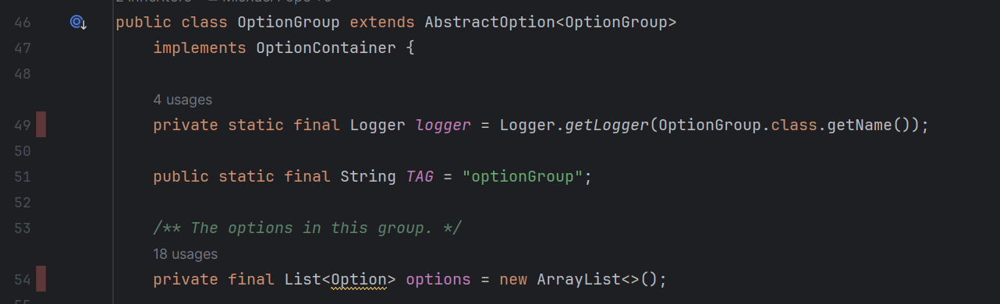 46 public class OptionGroup extends AbstractOption<OptionGroup>
47 implements OptionContainer {
48
4 usages
49 private static final Logger logger = Logger.getLogger(OptionGroup.class.getName());
50
51 public static final String TAG = "optionGroup";
52
53 /** The options in this group. */
18 usages
54 private final List<Option> options = new ArrayList<>();